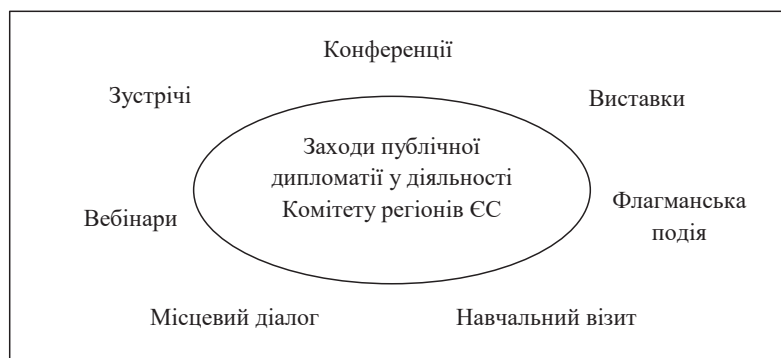 Конференції
Зустрічі
Виставки
Заходи публічної
дипломатії у діяльності
Комітету регіонів ЄС
Вебінари
Флагманська
подія
Місцевий діалог
Навчальний візит